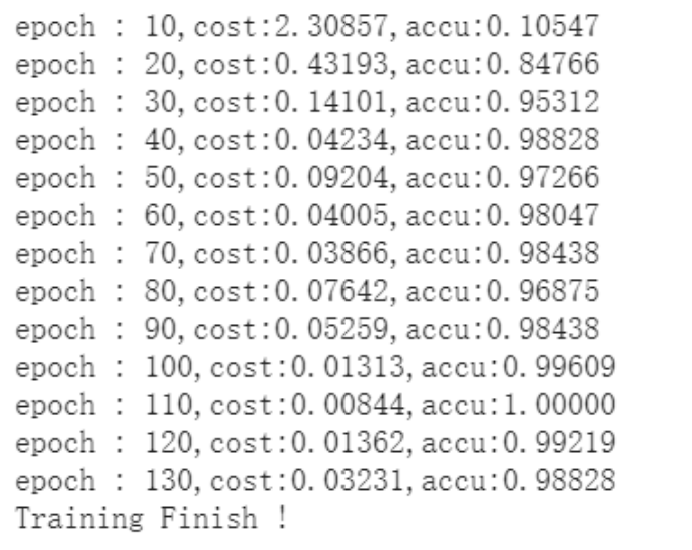 epoch : 10,cost:2.30857,accu:0.10547
epoch : 20,cost:0.43193,accu:0.84766
epoch : 30,cost:0.14101,accu:0.95312
epoch : 40,cost:0.04234,accu:0.98828
epoch : 50,cost:0.09204,accu:0.97266
epoch : 60,cost:0.04005,accu:0.98047
epoch : 70,cost:0.03866,accu:0.98438
epoch : 80,cost:0.07642,accu:0.96875
epoch : 90,cost:0.05259,accu:0.98438
epoch : 100,cost:0.01313,accu:0.99609
epoch : 110,cost:0.00844,accu:1.00000
epoch : 120,cost:0.01362,accu:0.99219
epoch : 130,cost:0.03231,accu:0.98828
Training Finish !